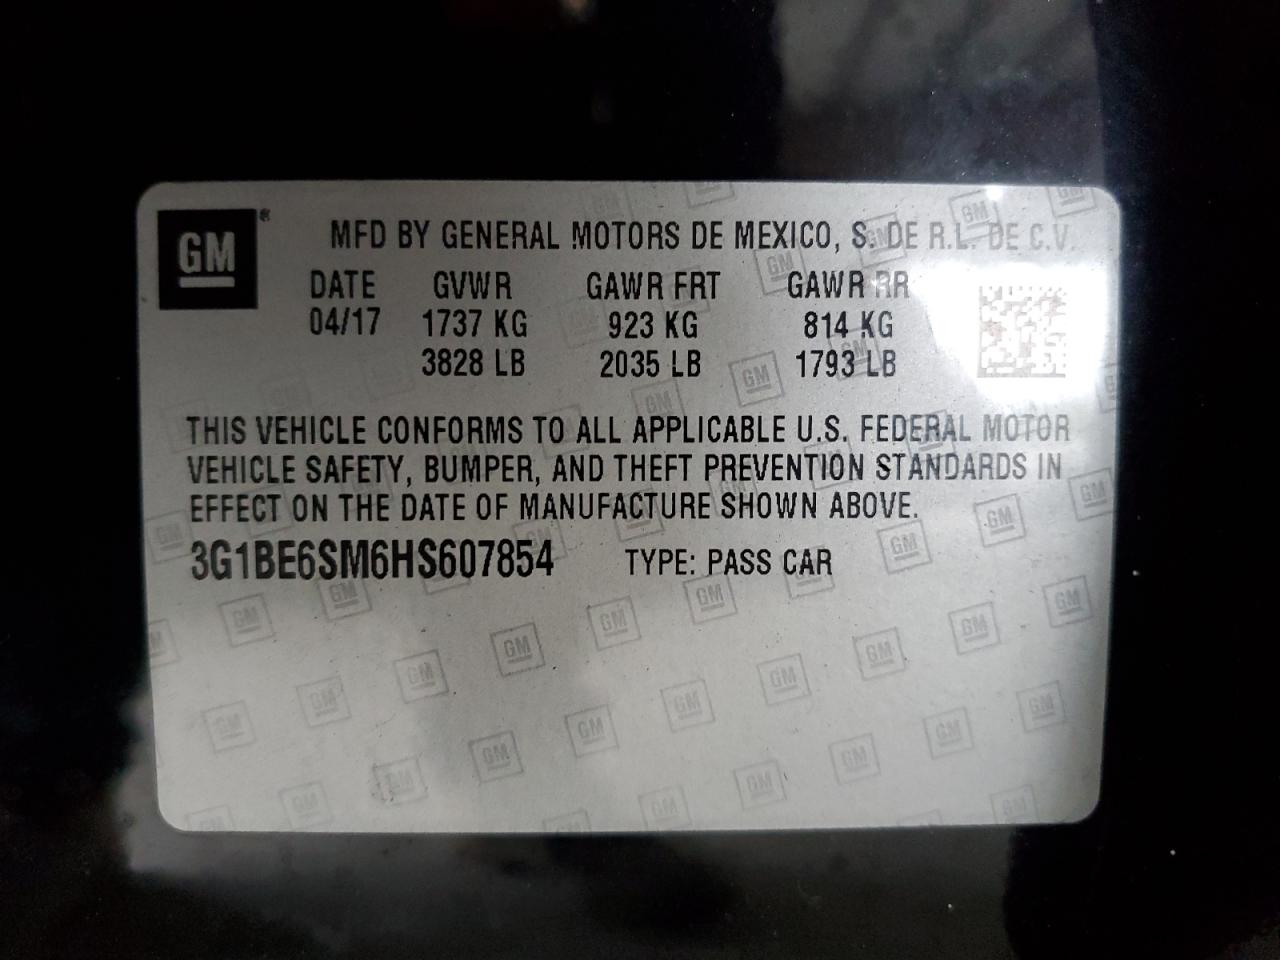 GM®
MFD BY GENERAL MOTORS DE MEXICO, S. DE R.L. DE C.V.
DATE GVWR GAWR FRT GAWR RR
04/17 1737 KG 923 KG 814 KG
3828 LB 2035 LB 1793 LB
THIS VEHICLE CONFORMS TO ALL APPLICABLE U.S. FEDERAL MOTOR
VEHICLE SAFETY, BUMPER, AND THEFT PREVENTION STANDARDS IN
EFFECT ON THE DATE OF MANUFACTURE SHOWN ABOVE.
3G1BE6SM6HS607854 TYPE: PASS CAR